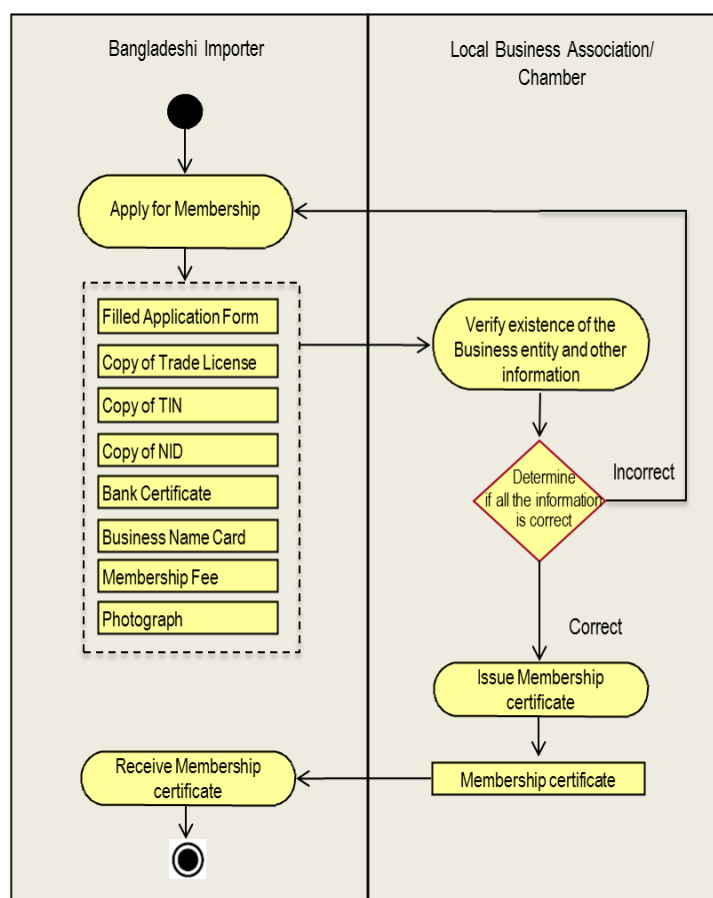 Bangladeshi Importer
Local Business Association/
Chamber
Apply for Membership
Filled Application Form
Copy of Trade License
Copy of TIN
Copy of NID
Bank Certificate
Business Name Card
Membership Fee
Photograph
Verify existence of the
Business entity and other
information
Determine
if all the information
is correct
Incorrect
Correct
Issue Membership
certificate
Membership certificate
Receive Membership
certificate